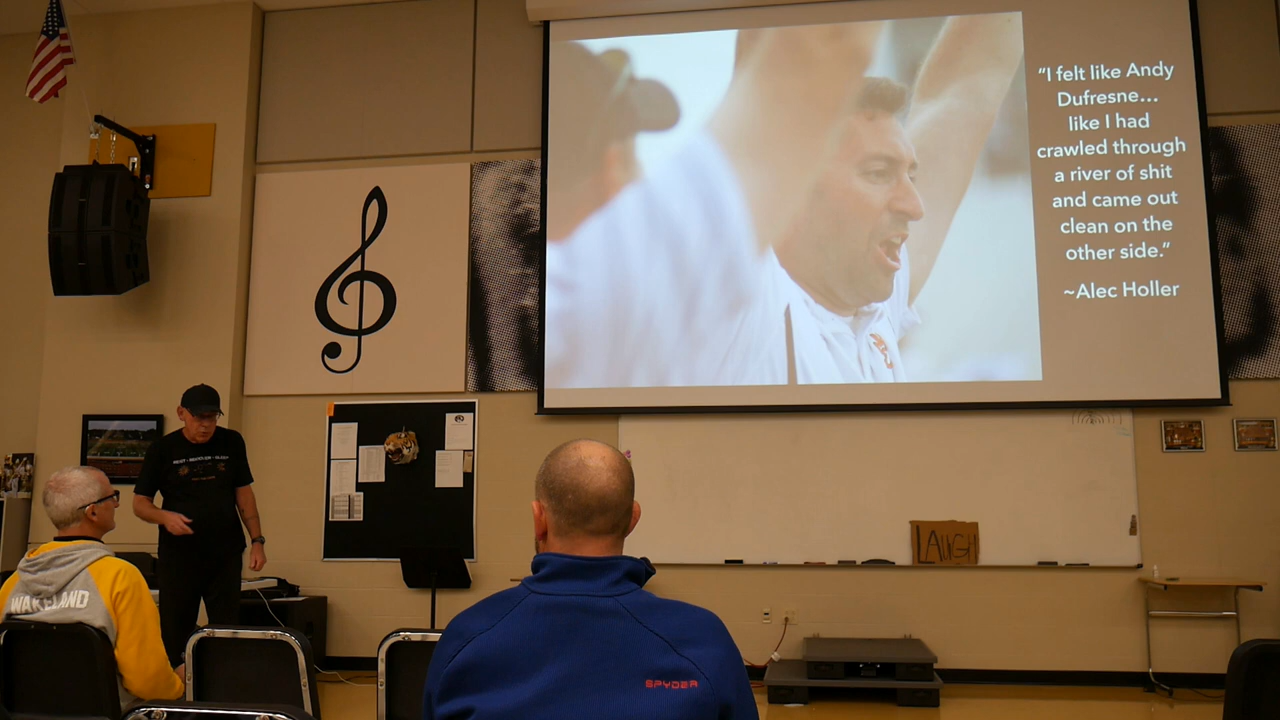 "I felt like Andy
Dufresne...
like I had
crawled through
a river of shit
and came out
clean on the
other side."
~Alec Holler
LAUGH
WAKELAND
SPYDER